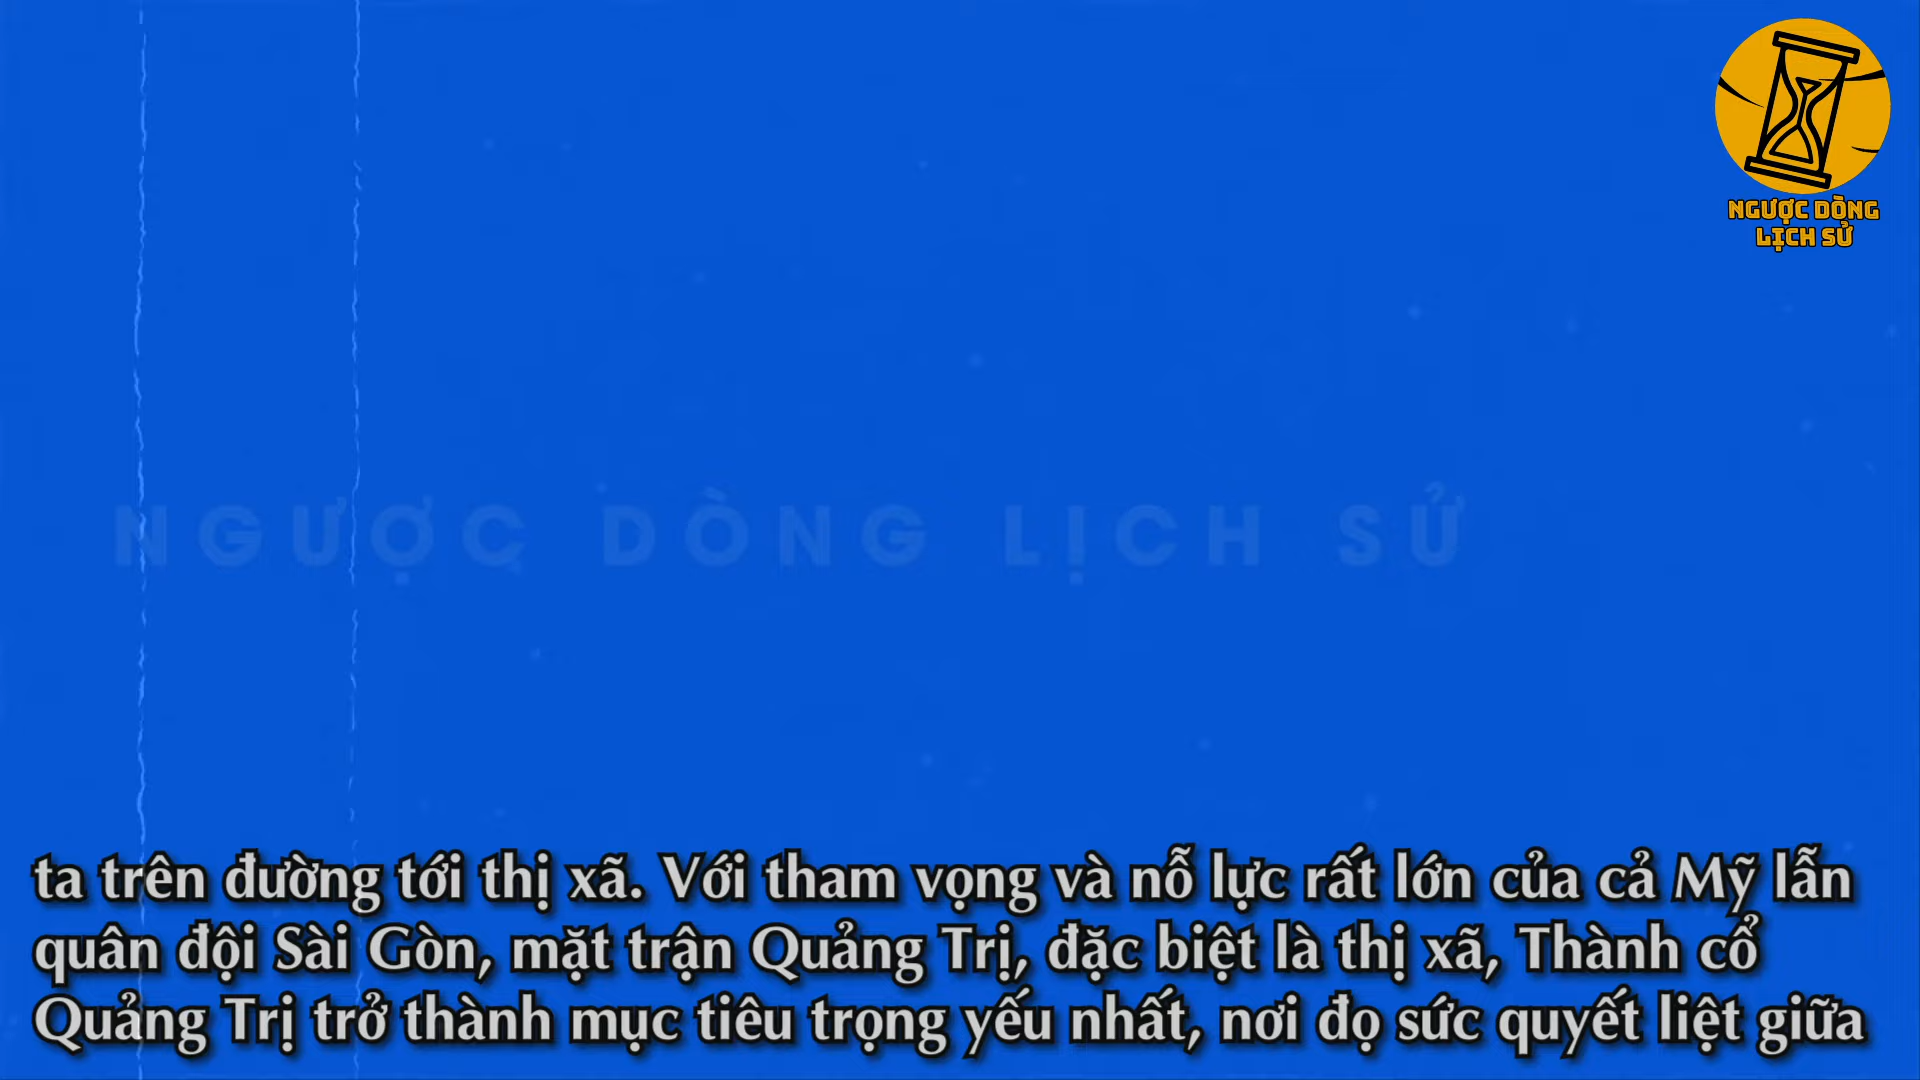 NGƯỢC DÒNG
LỊCH SỬ
NGƯỢC DÒNG LỊCH SỬ
ta trên đường tới thị xã. Với tham vọng và nỗ lực rất lớn của cả Mỹ lẫn
quân đội Sài Gòn, mặt trận Quảng Trị, đặc biệt là thị xã, Thành cổ
Quảng Trị trở thành mục tiêu trọng yếu nhất, nơi đọ sức quyết liệt giữa